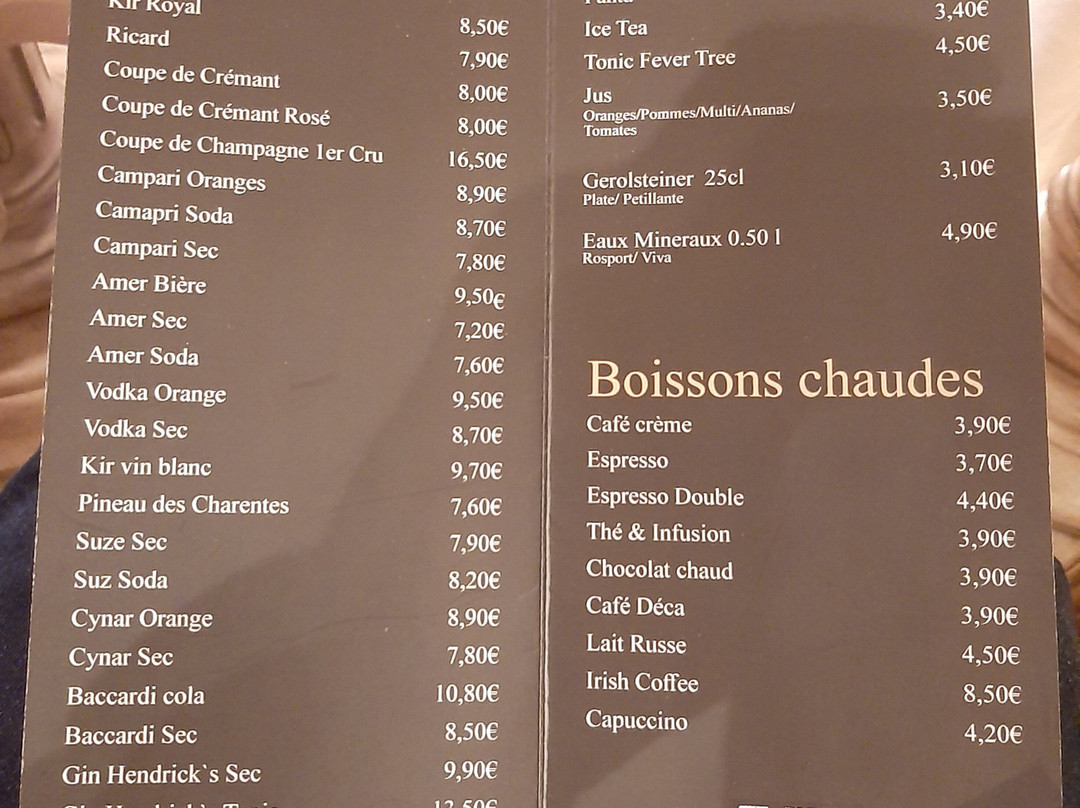 Kir Royal 8,50€
Ricard 7,90€
Coupe de Crémant 8,00€
Coupe de Crémant Rosé 8,00€
Coupe de Champagne 1er Cru 16,50€
Campari Oranges 8,90€
Camapri Soda 8,70€
Campari Sec 7,80€
Amer Bière 9,50€
Amer Sec 7,20€
Amer Soda 7,60€
Vodka Orange 9,50€
Vodka Sec 8,70€
Kir vin blanc 9,70€
Pineau des Charentes 7,60€
Suze Sec 7,90€
Suz Soda 8,20€
Cynar Orange 8,90€
Cynar Sec 7,80€
Baccardi cola 10,80€
Baccardi Sec 8,50€
Gin Hendrick`s Sec 9,90€
Ice Tea 3,40€
Tonic Fever Tree 4,50€
Jus 3,50€
Oranges/Pommes/Multi/Ananas/
Tomates
Gerolsteiner 25cl 3,10€
Plate/ Petillante
Eaux Mineraux 0.50 l 4,90€
Rosport/ Viva
Boissons chaudes
Café crème 3,90€
Espresso 3,70€
Espresso Double 4,40€
Thé & Infusion 3,90€
Chocolat chaud 3,90€
Café Déca 3,90€
Lait Russe 4,50€
Irish Coffee 8,50€
Capuccino 4,20€